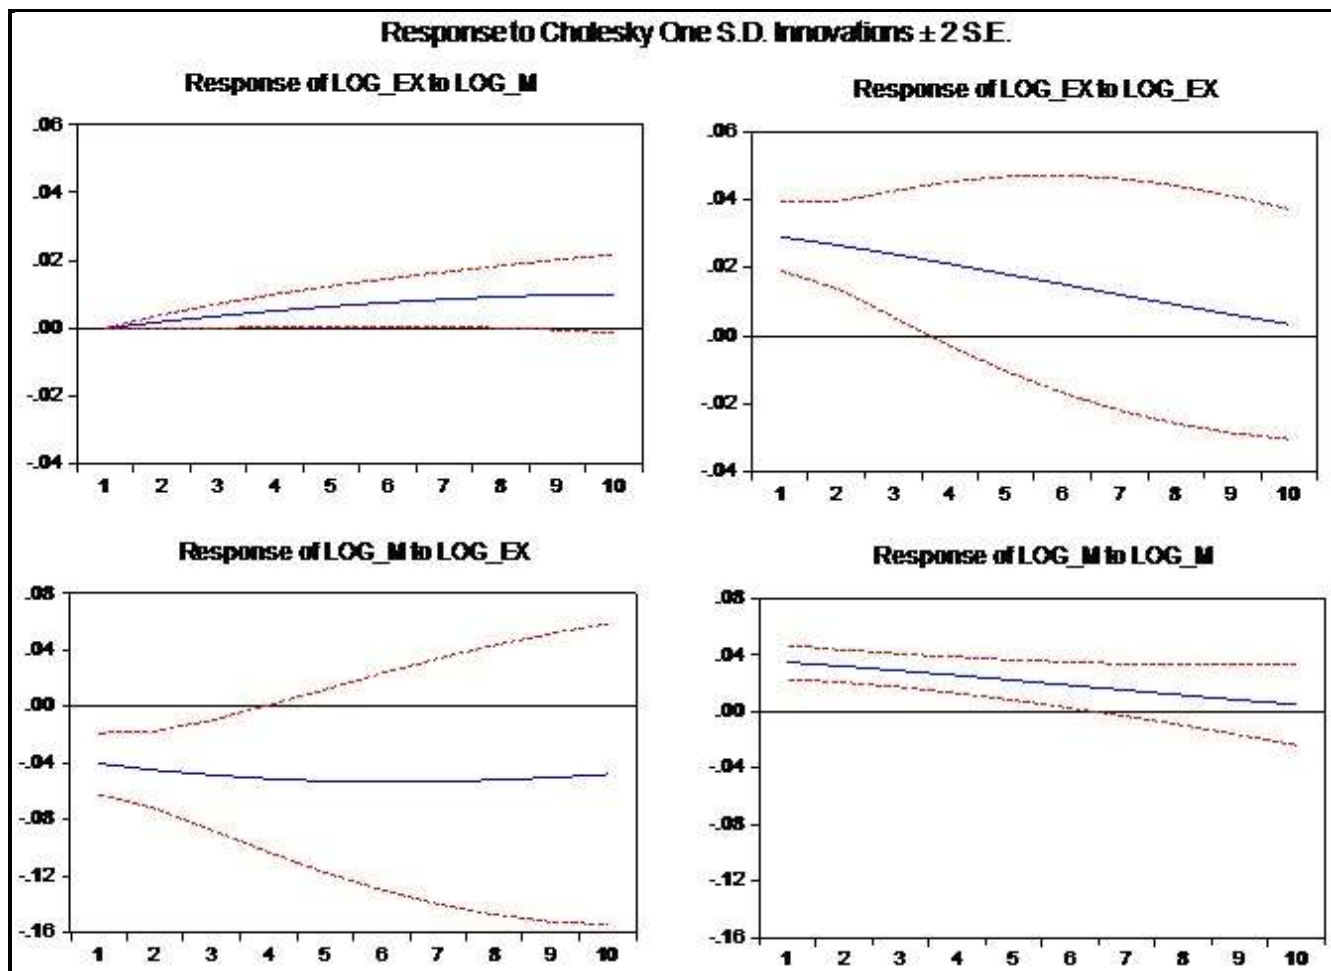 Response to Cholesky One S.D. Innovations ± 2 S.E.
Response of LOG_EX to LOG_M
.06
.04
.02
.00
-.02
-.04
1 2 3 4 5 6 7 8 9 10
Response of LOG_EX to LOG_EX
.06
.04
.02
.00
-.02
-.04
1 2 3 4 5 6 7 8 9 10
Response of LOG_M to LOG_EX
.08
.04
.00
-.04
-.08
-.12
-.16
1 2 3 4 5 6 7 8 9 10
Response of LOG_M to LOG_M
.08
.04
.00
-.04
-.08
-.12
-.16
1 2 3 4 5 6 7 8 9 10